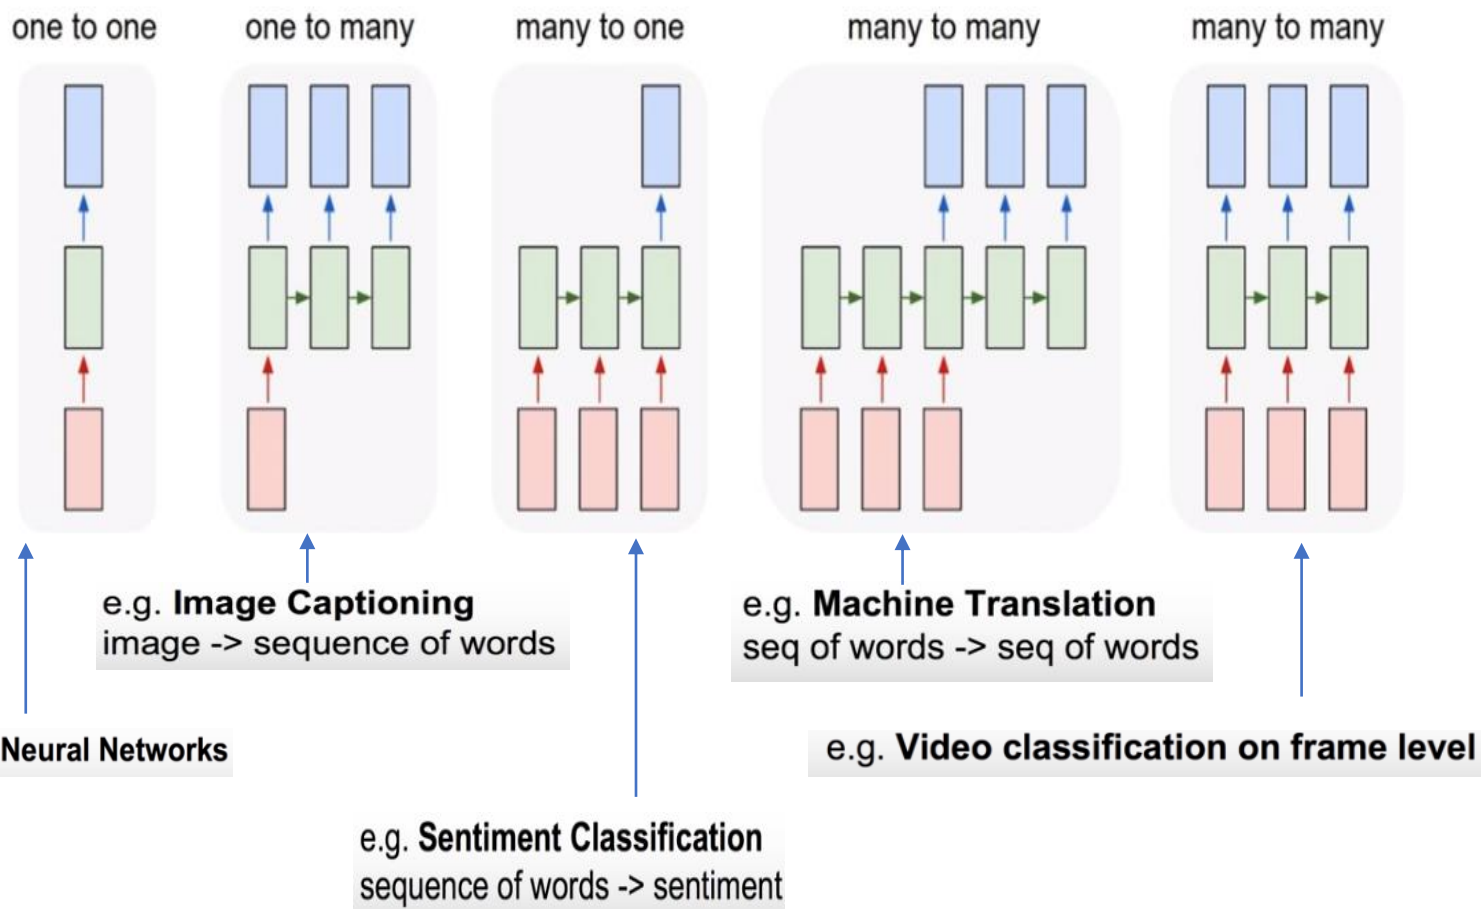 one to one
one to many
many to one
many to many
many to many
e.g. Image Captioning
image -> sequence of words
e.g. Machine Translation
seq of words -> seq of words
Neural Networks
e.g. Video classification on frame level
e.g. Sentiment Classification
sequence of words -> sentiment